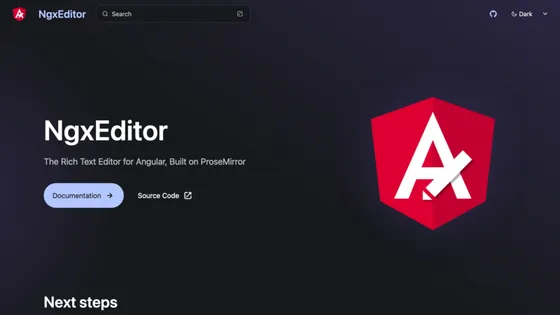 NgxEditor
Search
Dark
NgxEditor
The Rich Text Editor for Angular, Built on ProseMirror
Documentation
Source Code
Next steps